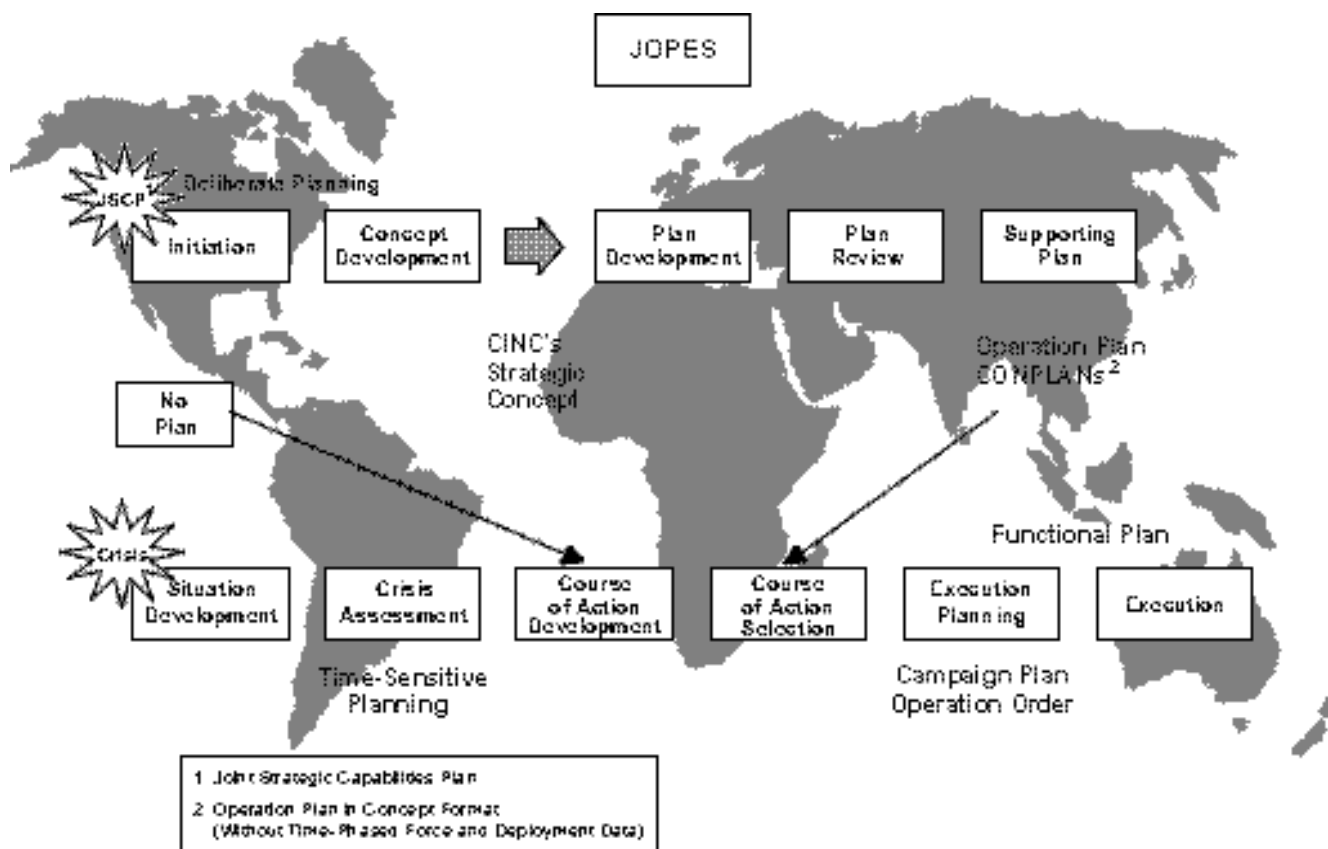 JOPES
JSCP
1
Deliberate Planning
Initiation
Concept
Development
Plan
Development
Plan
Review
Supporting
Plan
CINC's
Strategic
Concept
Operation Plan
CONPLANs2
No
Plan
Functional Plan
Crisis
Situation
Development
Crisis
Assessment
Course
of Action
Development
Course
of Action
Selection
Execution
Planning
Execution
Time-Sensitive
Planning
Campaign Plan
Operation Order
1 Joint Strategic Capabilities Plan
2 Operation Plan in Concept Format
(Without Time-Phased Force and Deployment Data)